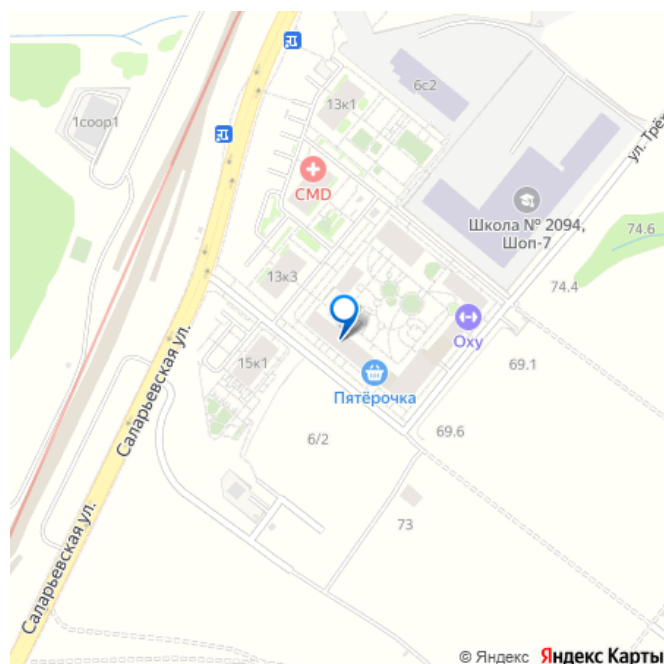 6с2
13к1
1соор1
ул. Трёх
CMD
Школа № 2094,
Шоп-7
74.6
74.4
13к3
Oxy
69.1
15к1
Пятёрочка
Саларьевская ул.
6/2
69.6
73
Саларьевская ул.
© Яндекс Яндекс Карты